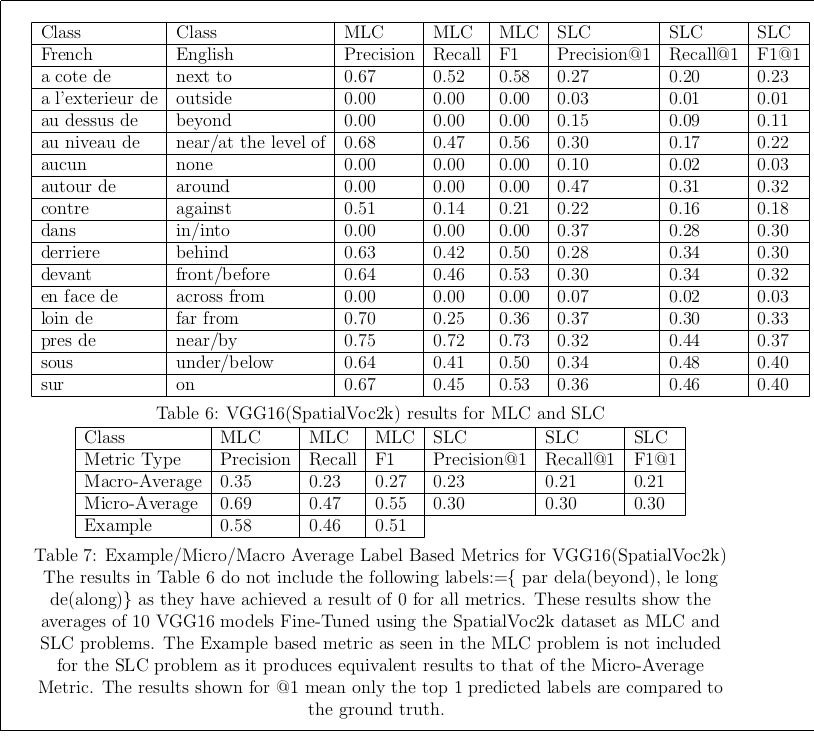 Class Class MLC MLC MLC SLC SLC SLC
French English Precision Recall F1 Precision@1 Recall@1 F1@1
a cote de next to 0.67 0.52 0.58 0.27 0.20 0.23
a l'exterieur de outside 0.00 0.00 0.00 0.03 0.01 0.01
au dessus de beyond 0.00 0.00 0.00 0.15 0.09 0.11
au niveau de near/at the level of 0.68 0.47 0.56 0.30 0.17 0.22
aucun none 0.00 0.00 0.00 0.10 0.02 0.03
autour de around 0.00 0.00 0.00 0.47 0.31 0.32
contre against 0.51 0.14 0.21 0.22 0.16 0.18
dans in/into 0.00 0.00 0.00 0.37 0.28 0.30
derriere behind 0.63 0.42 0.50 0.28 0.34 0.30
devant front/before 0.64 0.46 0.53 0.30 0.34 0.32
en face de across from 0.00 0.00 0.00 0.07 0.02 0.03
loin de far from 0.70 0.25 0.36 0.37 0.30 0.33
pres de near/by 0.75 0.72 0.73 0.32 0.44 0.37
sous under/below 0.64 0.41 0.50 0.34 0.48 0.40
sur on 0.67 0.45 0.53 0.36 0.46 0.40
Table 6: VGG16(SpatialVoc2k) results for MLC and SLC
Class MLC MLC MLC SLC SLC SLC
Metric Type Precision Recall F1 Precision@1 Recall@1 F1@1
Macro-Average 0.35 0.23 0.27 0.23 0.21 0.21
Micro-Average 0.69 0.47 0.55 0.30 0.30 0.30
Example 0.58 0.46 0.51
Table 7: Example/Micro/Macro Average Label Based Metrics for VGG16(SpatialVoc2k)
The results in Table 6 do not include the following labels:={ par dela(beyond), le long
de(along)} as they have achieved a result of 0 for all metrics. These results show the
averages of 10 VGG16 models Fine-Tuned using the SpatialVoc2k dataset as MLC and
SLC problems. The Example based metric as seen in the MLC problem is not included
for the SLC problem as it produces equivalent results to that of the Micro-Average
Metric. The results shown for @1 mean only the top 1 predicted labels are compared to
the ground truth.